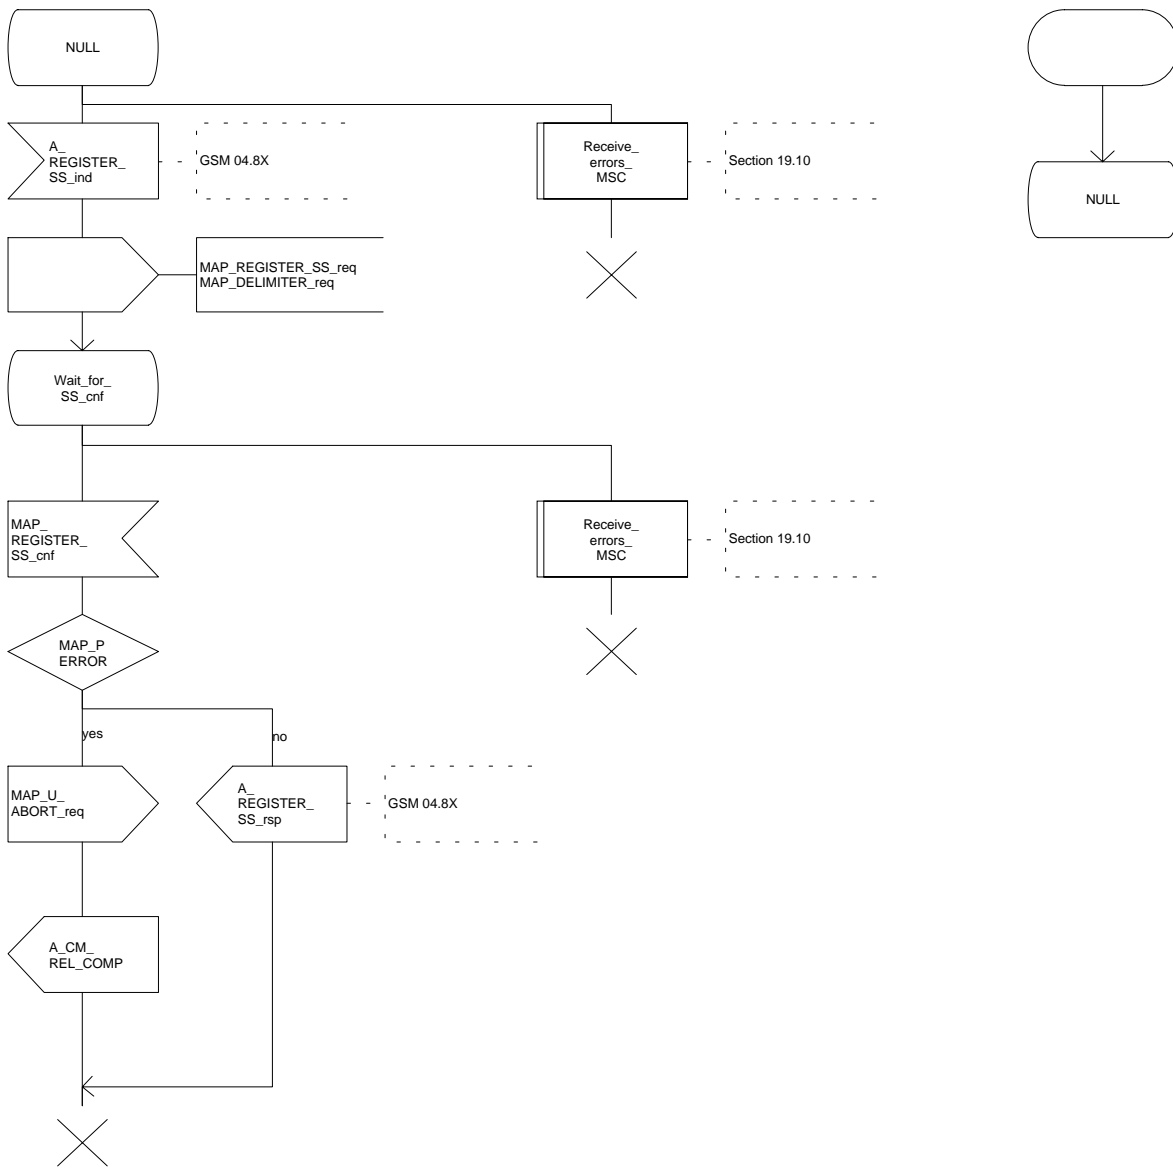 NULL
A_
REGISTER_
SS_ind
GSM 04.8X
Receive_
errors_
MSC
Section 19.10
NULL
MAP_REGISTER_SS_req
MAP_DELIMITER_req
Wait_for_
SS_cnf
MAP_
REGISTER_
SS_cnf
Receive_
errors_
MSC
Section 19.10
MAP_P
ERROR
yes
no
MAP_U_
ABORT_req
A_
REGISTER_
SS_rsp
GSM 04.8X
A_CM_
REL_COMP